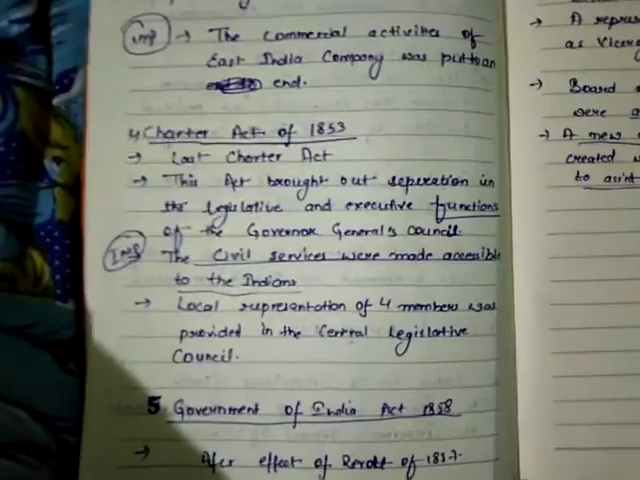 Imp → The commercial activities of
East India Company was put to an
end.
4 Charter Act of 1853
→ Last Charter Act
→ This Act brought out seperation in
the legislative and executive functions
of the Governor General's council.
Imp The Civil services were made accessible
to the Indians
→ Local representation of 4 members was
provided in the Central Legislative
Council.
5 Government of India Act 1858
→ After effect of Revolt of 1857.
→ A repres
as Vicer
→ Board
were a
→ A new
created
to assist